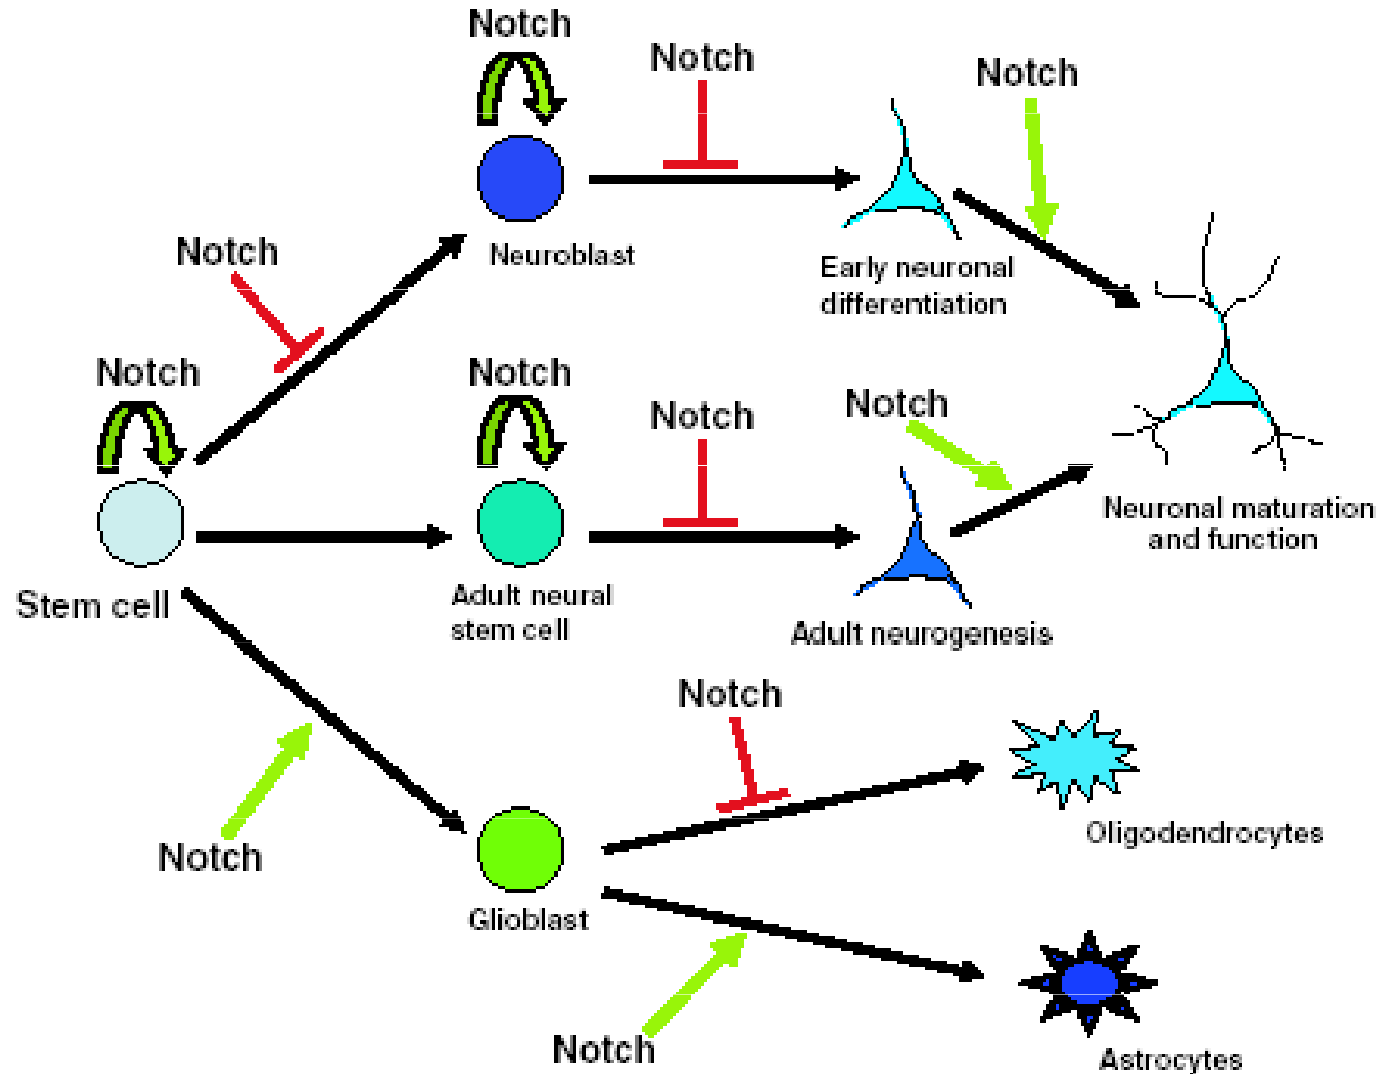 Notch
Notch
Notch
Neuroblast
Early neuronal
differentiation
Notch
Notch
Notch
Notch
Notch
Stem cell
Adult neural
stem cell
Adult neurogenesis
Neuronal maturation
and function
Notch
Notch
Glioblast
Oligodendrocytes
Notch
Astrocytes